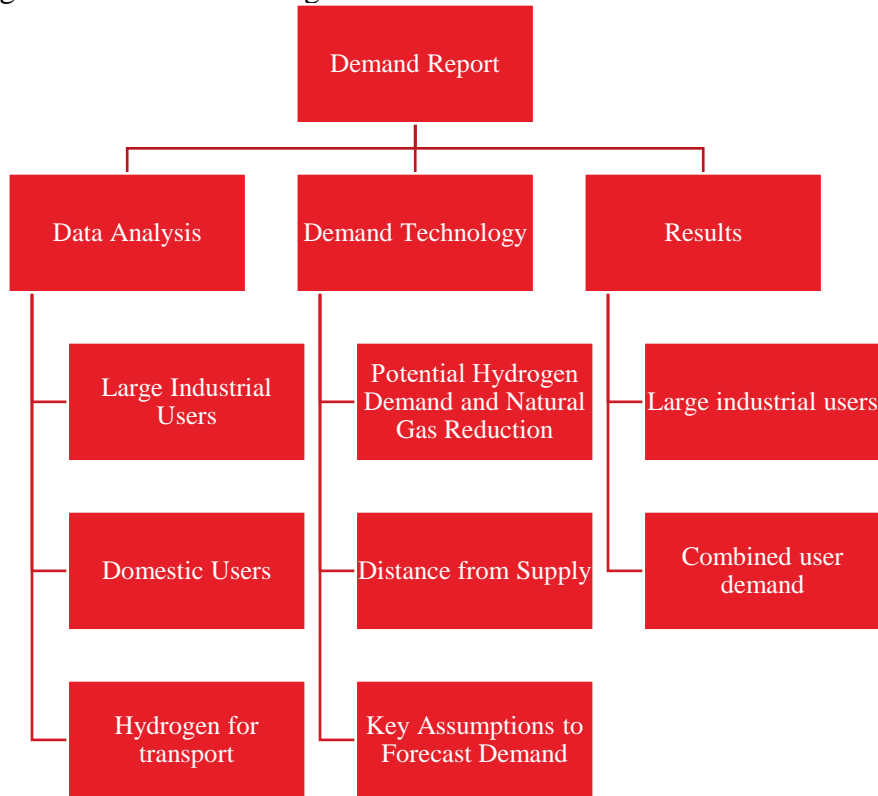 Demand Report
Data Analysis
Demand Technology
Results
Large Industrial
Users
Potential Hydrogen
Demand and Natural
Gas Reduction
Large industrial users
Domestic Users
Distance from Supply
Combined user
demand
Hydrogen for
transport
Key Assumptions to
Forecast Demand